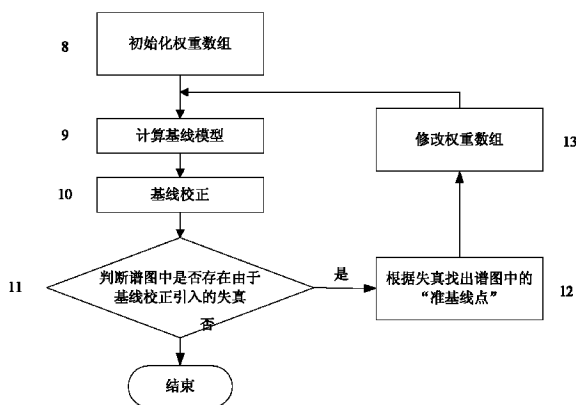 8
初始化权重数组
9
计算基线模型
修改权重数组
13
10
基线校正
11
判断谱图中是否存在由于
基线校正引入的失真
是
否
根据失真找出谱图中的
“准基线点”
12
结束